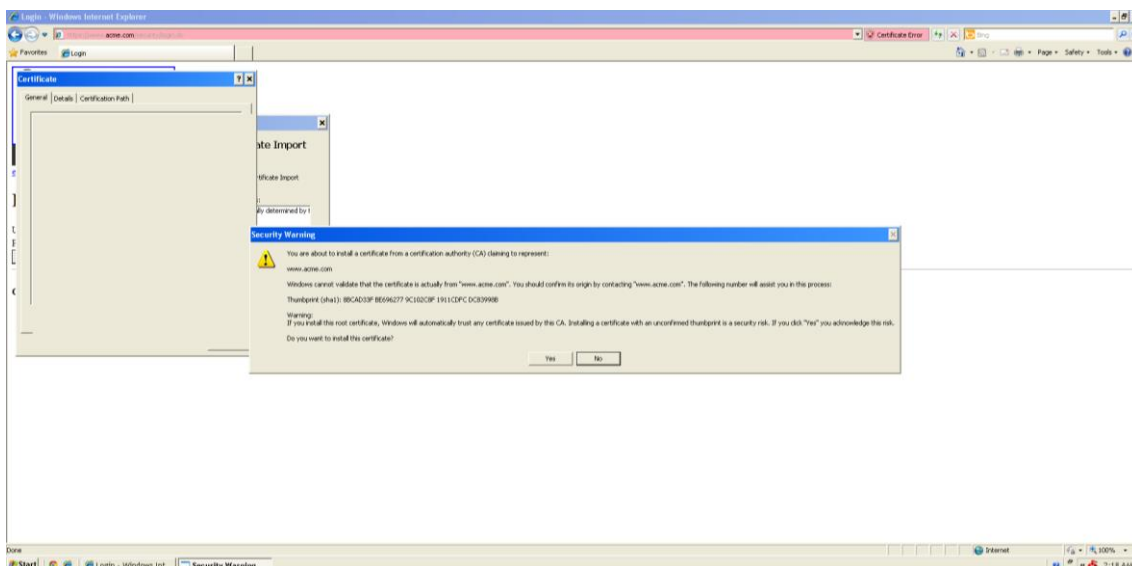 Login - Windows Internet Explorer
acme.com
Certificate Error
Bing
Favorites
Login
Page
Safety
Tools
Certificate
General
Details
Certification Path
ate Import
tificate Import
lly determined by t
Security Warning
You are about to install a certificate from a certification authority (CA) claiming to represent:
www.acme.com
Windows cannot validate that the certificate is actually from "www.acme.com". You should confirm its origin by contacting "www.acme.com". The following number will assist you in this process:
Thumbprint (sha1):
Warning:
If you install this root certificate, Windows will automatically trust any certificate issued by this CA. Installing a certificate with an unconfirmed thumbprint is a security risk. If you click "Yes" you acknowledge this risk.
Do you want to install this certificate?
Yes
No
Done
Internet
100%
Start
Login - Windows Int...
Security Warning
2:18 AM